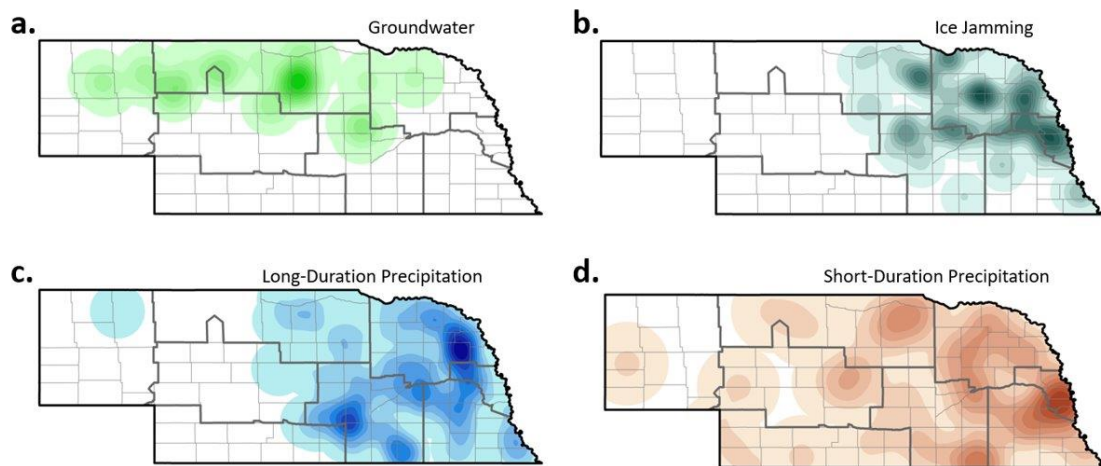 a.
Groundwater
b.
Ice Jamming
c.
Long-Duration Precipitation
d.
Short-Duration Precipitation